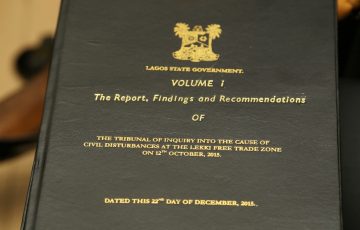 LAGOS STATE GOVERNMENT.
VOLUME I
The Report, Findings and Recommendations
OF
THE TRIBUNAL OF INQUIRY INTO THE CAUSE OF
CIVIL DISTURBANCES AT THE LEKKI FREE TRADE ZONE
ON 12TH OCTOBER, 2015.
DATED THIS 22ND DAY OF DECEMBER, 2015..